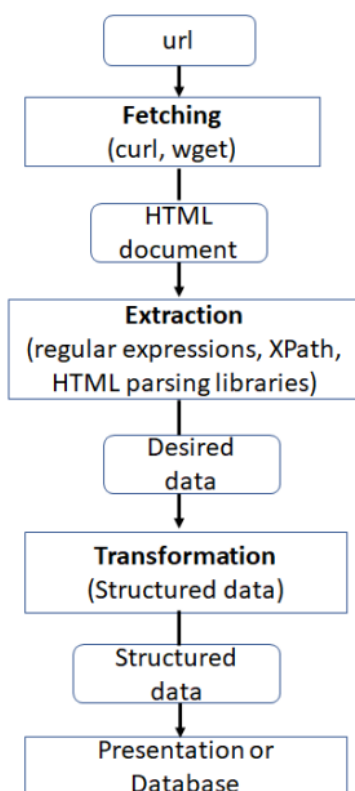 url
Fetching
(curl, wget)
HTML
document
Extraction
(regular expressions, XPath,
HTML parsing libraries)
Desired
data
Transformation
(Structured data)
Structured
data
Presentation or
Database